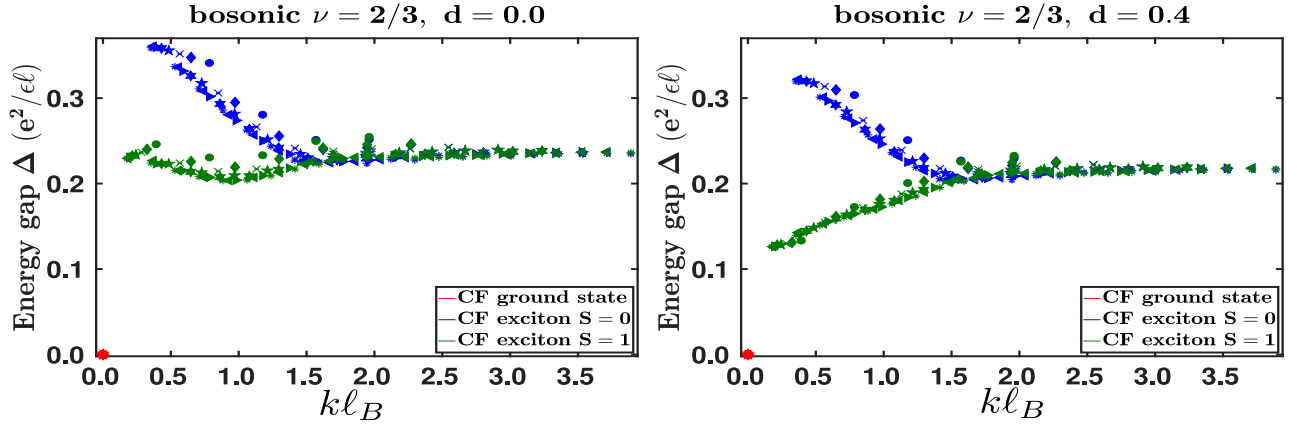 bosonic ν = 2/3, d = 0.0
Energy gap Δ (e²/ϵℓ)
0.3
0.2
0.1
0.0
CF ground state
CF exciton S = 0
CF exciton S = 1
0.0 0.5 1.0 1.5 2.0 2.5 3.0 3.5
kℓ_B
bosonic ν = 2/3, d = 0.4
Energy gap Δ (e²/ϵℓ)
0.3
0.2
0.1
0.0
CF ground state
CF exciton S = 0
CF exciton S = 1
0.0 0.5 1.0 1.5 2.0 2.5 3.0 3.5
kℓ_B